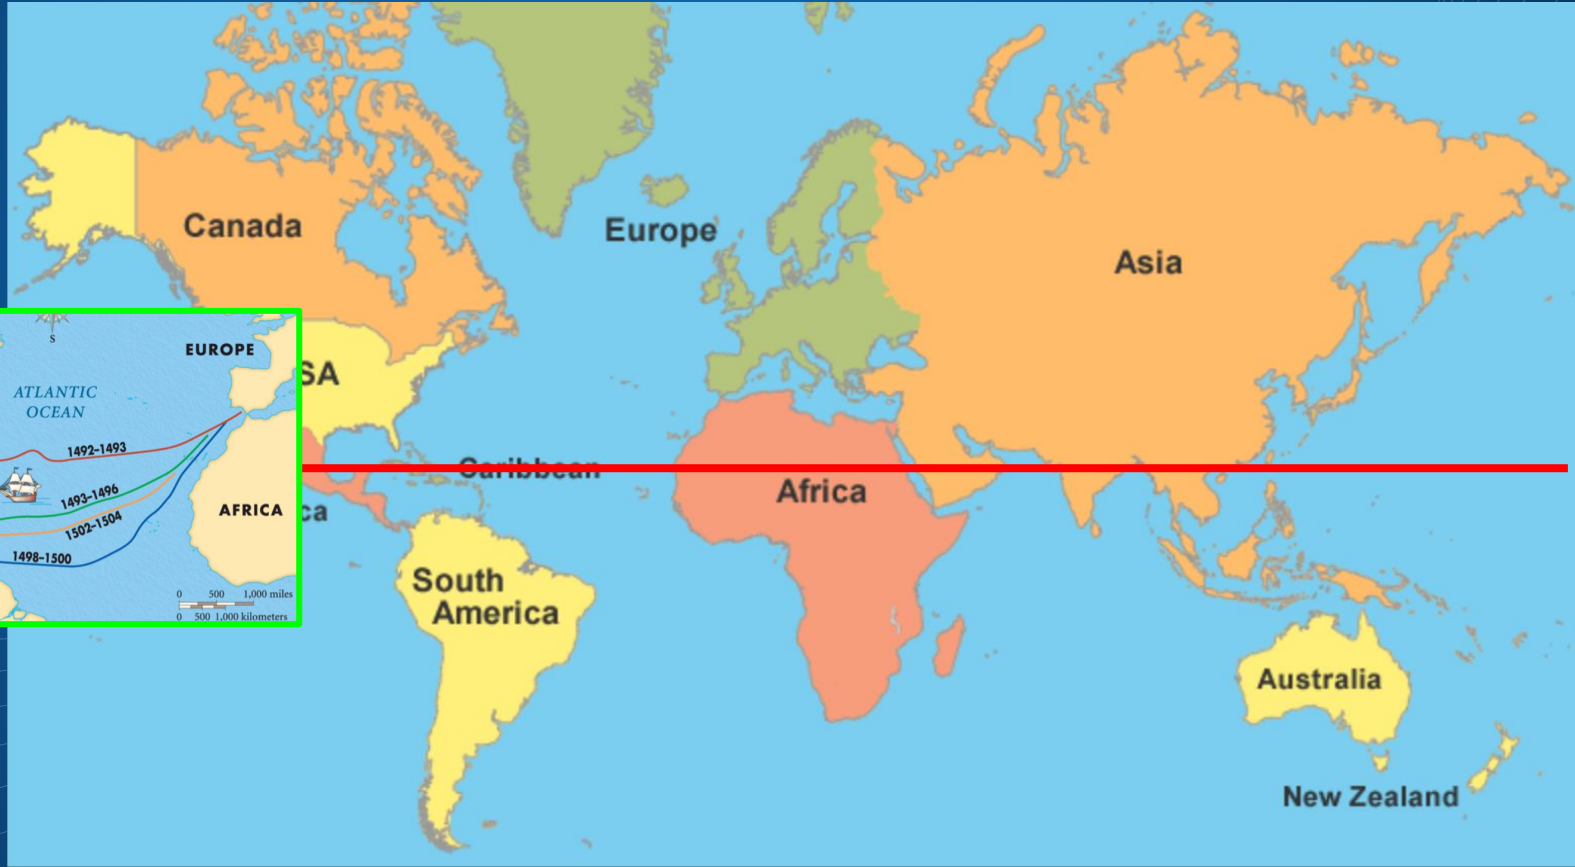 Canada
Europe
Asia
SA
Caribbean
ca
Africa
South
America
Australia
New Zealand
S
EUROPE
ATLANTIC
OCEAN
1492–1493
1493–1496
1502–1504
1498–1500
AFRICA
0 500 1,000 miles
0 500 1,000 kilometers